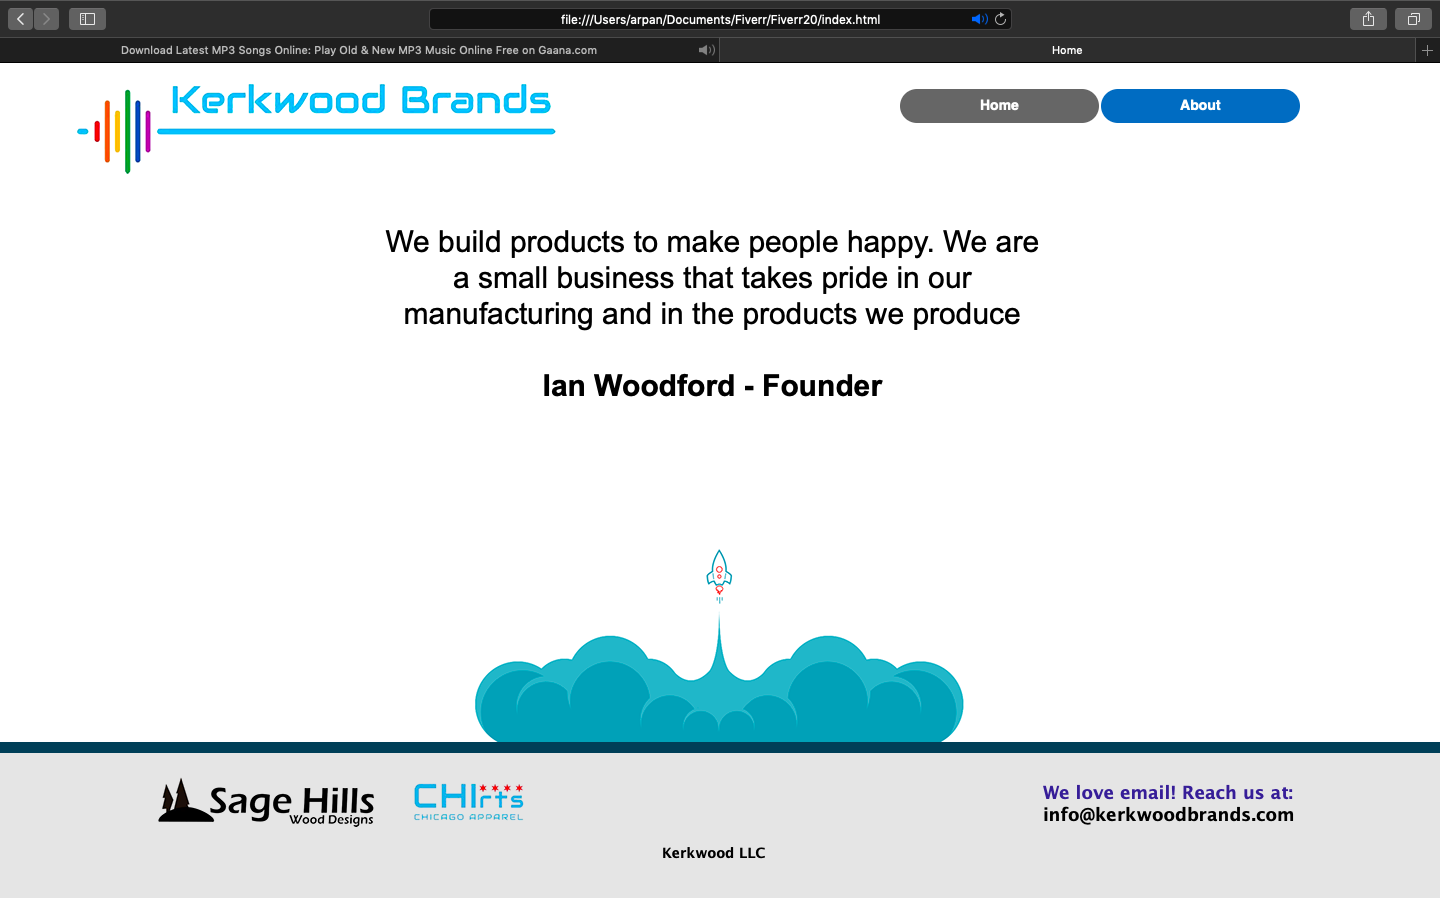 file:///Users/arpan/Documents/Fiverr/Fiverr20/index.html
Download Latest MP3 Songs Online: Play Old & New MP3 Music Online Free on Gaana.com
Home
Kerkwood Brands
Home
About
We build products to make people happy. We are
a small business that takes pride in our
manufacturing and in the products we produce
Ian Woodford - Founder
Sage Hills
Wood Designs
CHIrts
CHICAGO APPAREL
We love email! Reach us at:
info@kerkwoodbrands.com
Kerkwood LLC